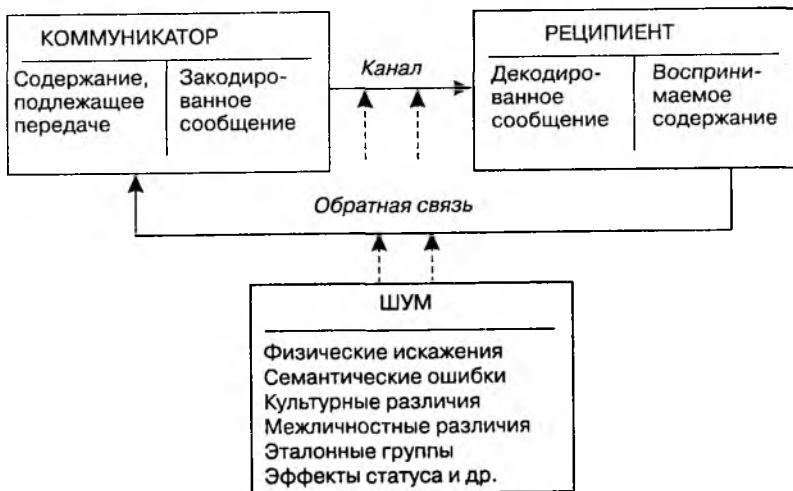 КОММУНИКАТОР
Содержание,
подлежащее
передаче
Закодиро-
ванное
сообщение
Канал
РЕЦИПИЕНТ
Декодиро-
ванное
сообщение
Восприни-
маемое
содержание
Обратная связь
ШУМ
Физические искажения
Семантические ошибки
Культурные различия
Межличностные различия
Эталонные группы
Эффекты статуса и др.